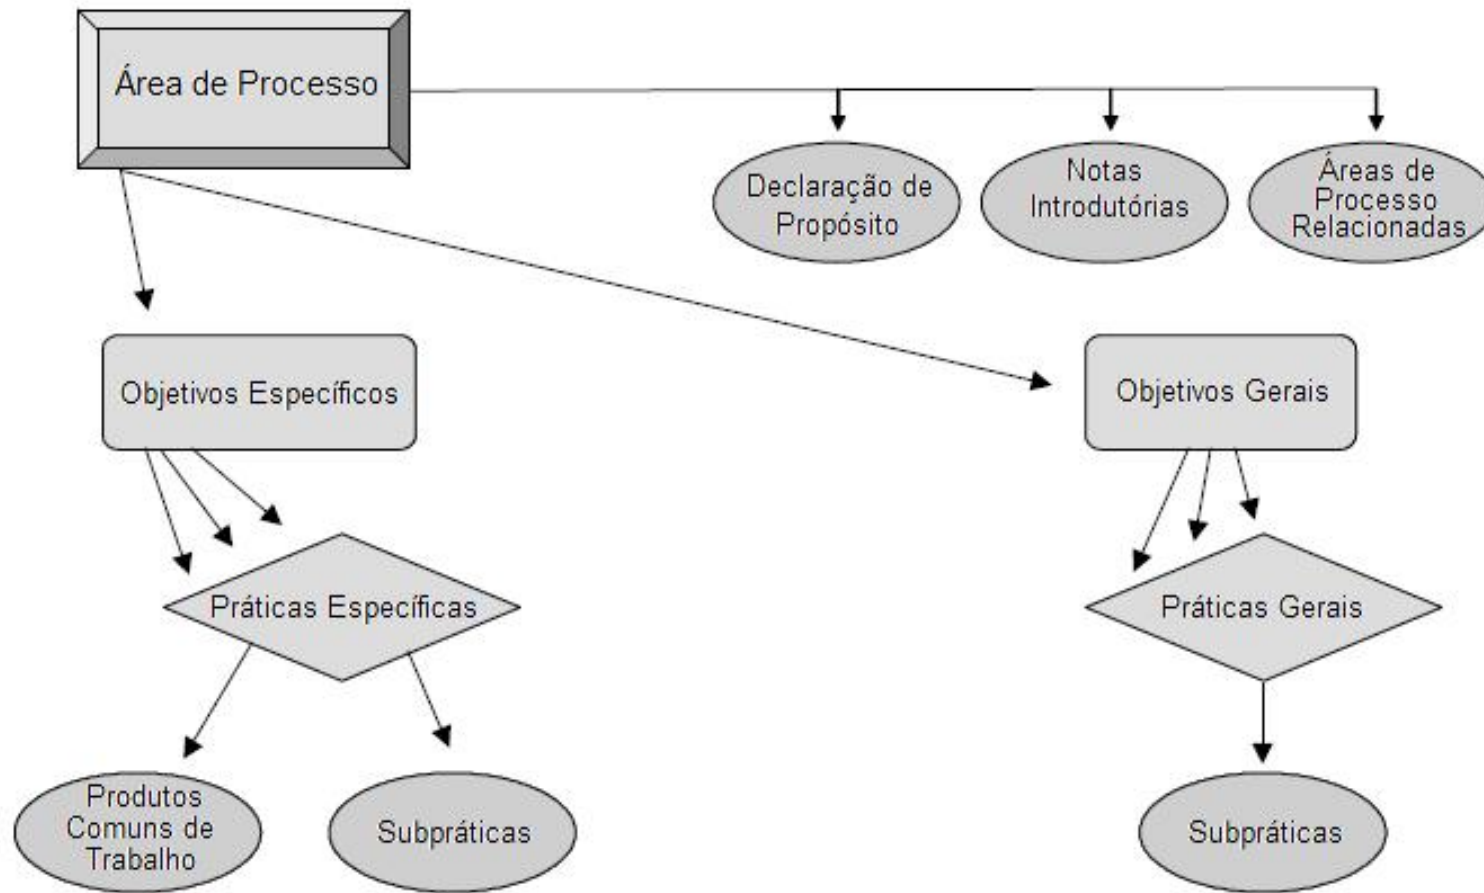 Área de Processo
Declaração de
Propósito
Notas
Introdutórias
Áreas de
Processo
Relacionadas
Objetivos Específicos
Objetivos Gerais
Práticas Específicas
Práticas Gerais
Produtos
Comuns de
Trabalho
Subpráticas
Subpráticas